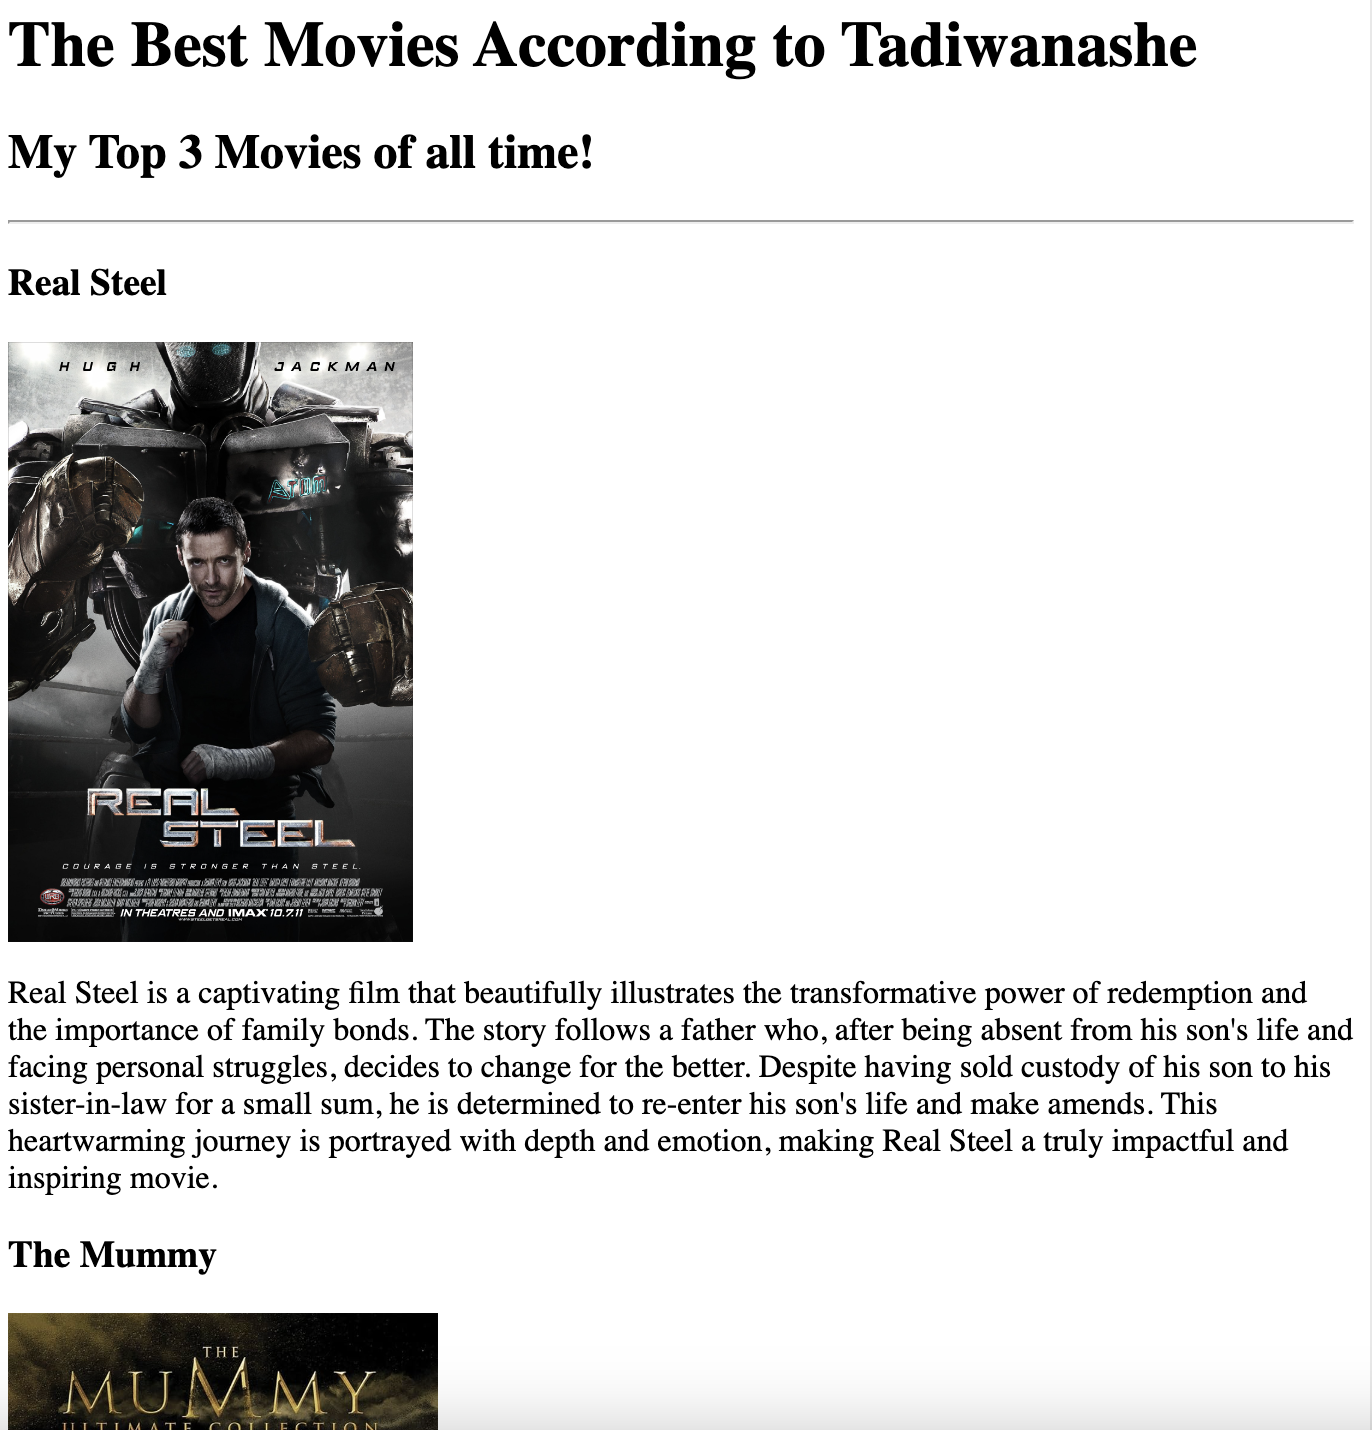 The Best Movies According to Tadiwanashe
My Top 3 Movies of all time!
Real Steel
HUGH JACKMAN
ATOM
REAL
STEEL
COURAGE IS STRONGER THAN STEEL.
IN THEATRES AND IMAX 10.7.11
Real Steel is a captivating film that beautifully illustrates the transformative power of redemption and
the importance of family bonds. The story follows a father who, after being absent from his son's life and
facing personal struggles, decides to change for the better. Despite having sold custody of his son to his
sister-in-law for a small sum, he is determined to re-enter his son's life and make amends. This
heartwarming journey is portrayed with depth and emotion, making Real Steel a truly impactful and
inspiring movie.
The Mummy
THE
MUMMY
ULTIMATE COLLECTION